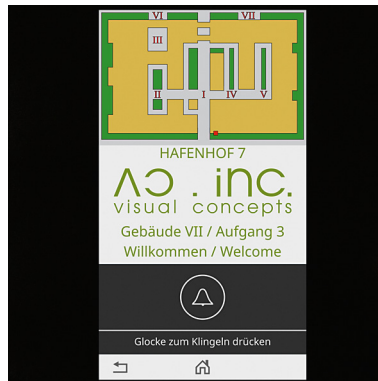 VI VII
III
II I IV V
HAFENHOF 7
AC . inc.
visual concepts
Gebäude VII / Aufgang 3
Willkommen / Welcome
Glocke zum Klingeln drücken